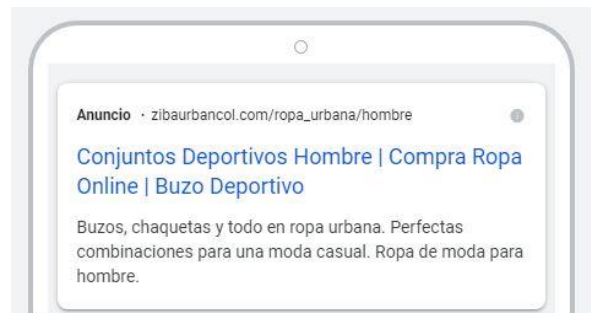 Anuncio · zibaurbancol.com/ropa_urbana/hombre
Conjuntos Deportivos Hombre | Compra Ropa
Online | Buzo Deportivo
Buzos, chaquetas y todo en ropa urbana. Perfectas
combinaciones para una moda casual. Ropa de moda para
hombre.